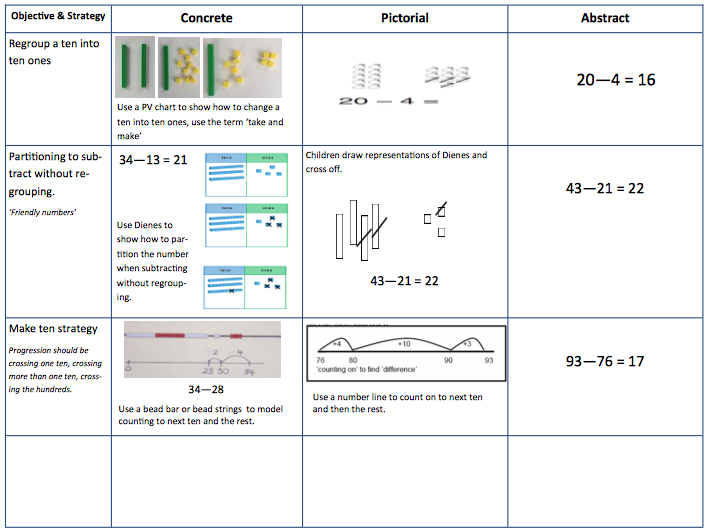 Objective & Strategy
Concrete
Pictorial
Abstract
Regroup a ten into
ten ones
Use a PV chart to show how to change a
ten into ten ones, use the term ‘take and
make’
20 — 4 =
20—4 = 16
Partitioning to sub-
tract without re-
grouping.
‘Friendly numbers’
34—13 = 21
Use Dienes to
show how to par-
tition the number
when subtracting
without regroup-
ing.
Children draw representations of Dienes and
cross off.
43—21 = 22
43—21 = 22
Make ten strategy
Progression should be
crossing one ten, crossing
more than one ten, cross-
ing the hundreds.
2 4
0 28 30 34
34—28
Use a bead bar or bead strings to model
counting to next ten and the rest.
+4 +10 +3
76 80 90 93
‘counting on’ to find ‘difference’
Use a number line to count on to next ten
and then the rest.
93—76 = 17